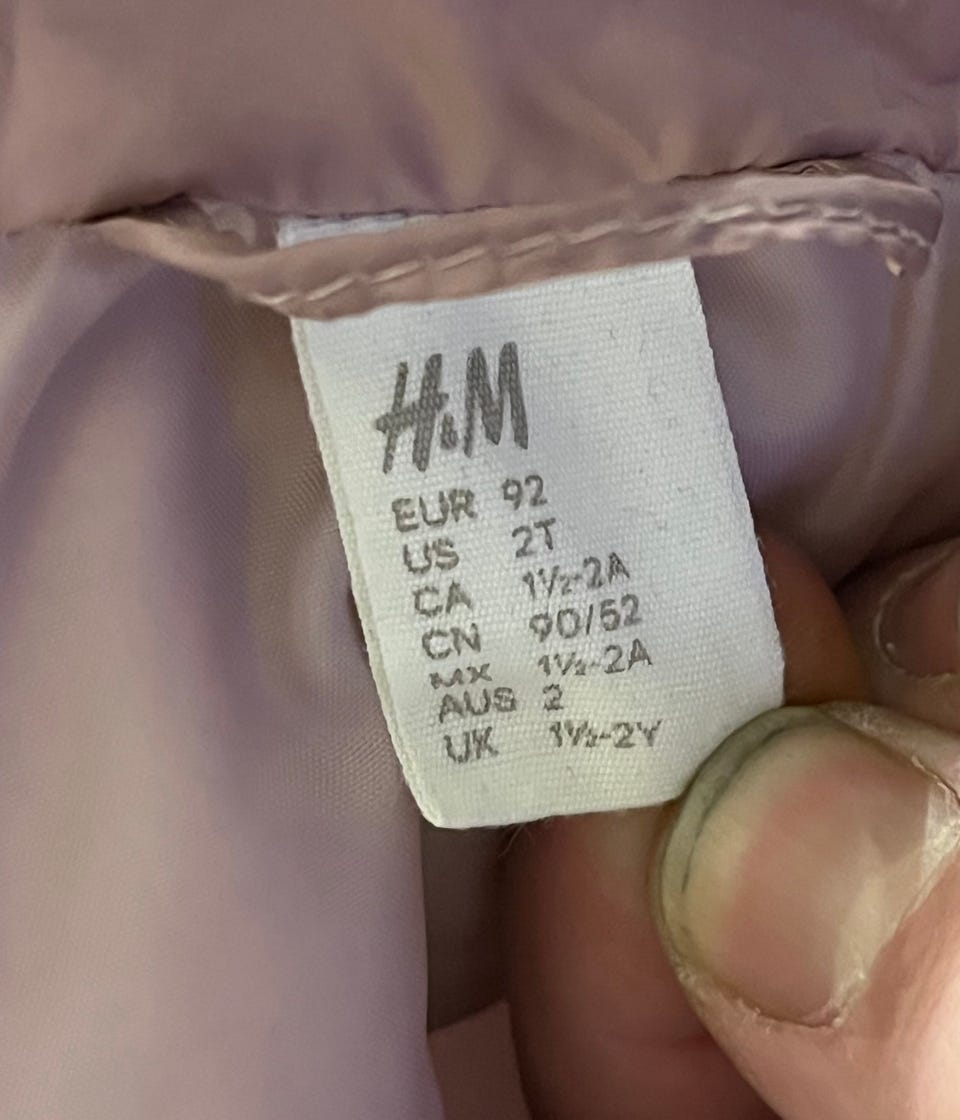 H&M
EUR 92
US 2T
CA 1½-2A
CN 90/52
MX 1½-2A
AUS 2
UK 1½-2Y